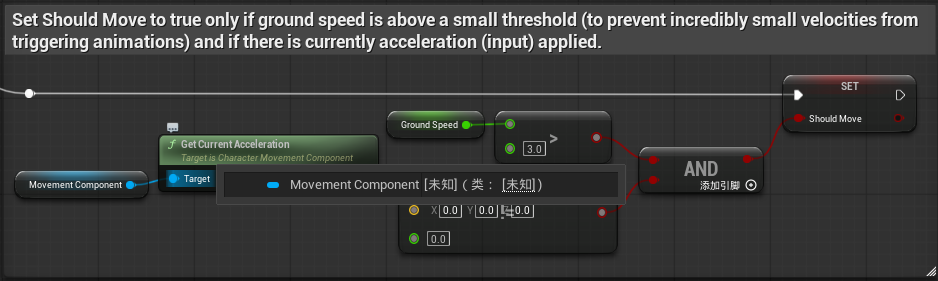 Set Should Move to true only if ground speed is above a small threshold (to prevent incredibly small velocities from
triggering animations) and if there is currently acceleration (input) applied.
SET
Should Move
Ground Speed
>
3.0
Get Current Acceleration
Target is Character Movement Component
Movement Component
Target
AND
添加引脚
Movement Component [未知] ( 类 : [未知] )
X 0.0 Y 0.0 0.0
0.0